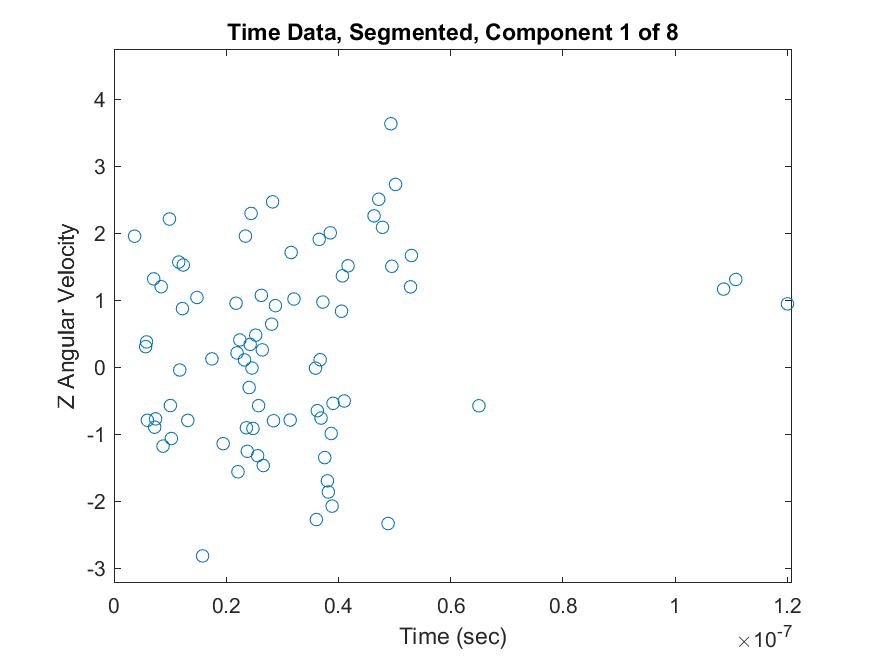 Time Data, Segmented, Component 1 of 8
4
3
2
1
0
-1
-2
-3
Z Angular Velocity
0 0.2 0.4 0.6 0.8 1 1.2
Time (sec)
×10⁻⁷